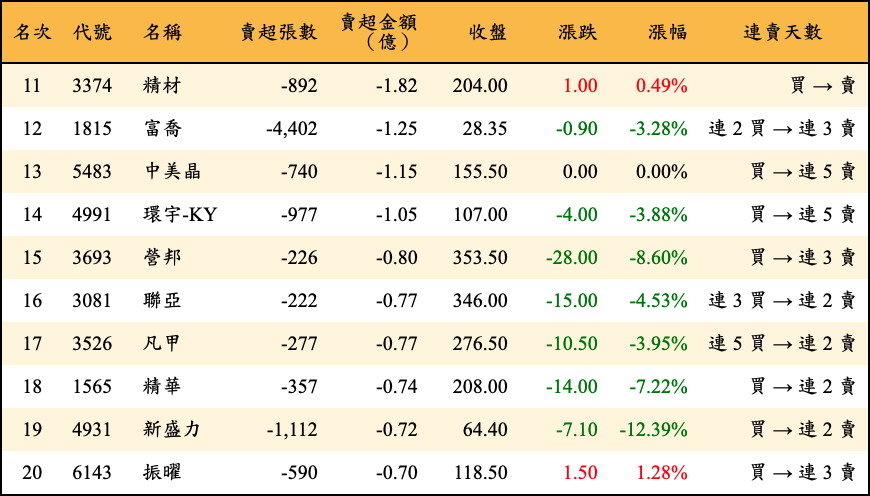 名次 代號 名稱 賣超張數 賣超金額（億） 收盤 漲跌 漲幅 連賣天數
11 3374 精材 -892 -1.82 204.00 1.00 0.49% 買 → 賣
12 1815 富喬 -4,402 -1.25 28.35 -0.90 -3.28% 連 2 買 → 連 3 賣
13 5483 中美晶 -740 -1.15 155.50 0.00 0.00% 買 → 連 5 賣
14 4991 環宇-KY -977 -1.05 107.00 -4.00 -3.88% 買 → 連 5 賣
15 3693 營邦 -226 -0.80 353.50 -28.00 -8.60% 買 → 連 3 賣
16 3081 聯亞 -222 -0.77 346.00 -15.00 -4.53% 連 3 買 → 連 2 賣
17 3526 凡甲 -277 -0.77 276.50 -10.50 -3.95% 連 5 買 → 連 2 賣
18 1565 精華 -357 -0.74 208.00 -14.00 -7.22% 買 → 連 2 賣
19 4931 新盛力 -1,112 -0.72 64.40 -7.10 -12.39% 買 → 連 2 賣
20 6143 振曜 -590 -0.70 118.50 1.50 1.28% 買 → 連 3 賣